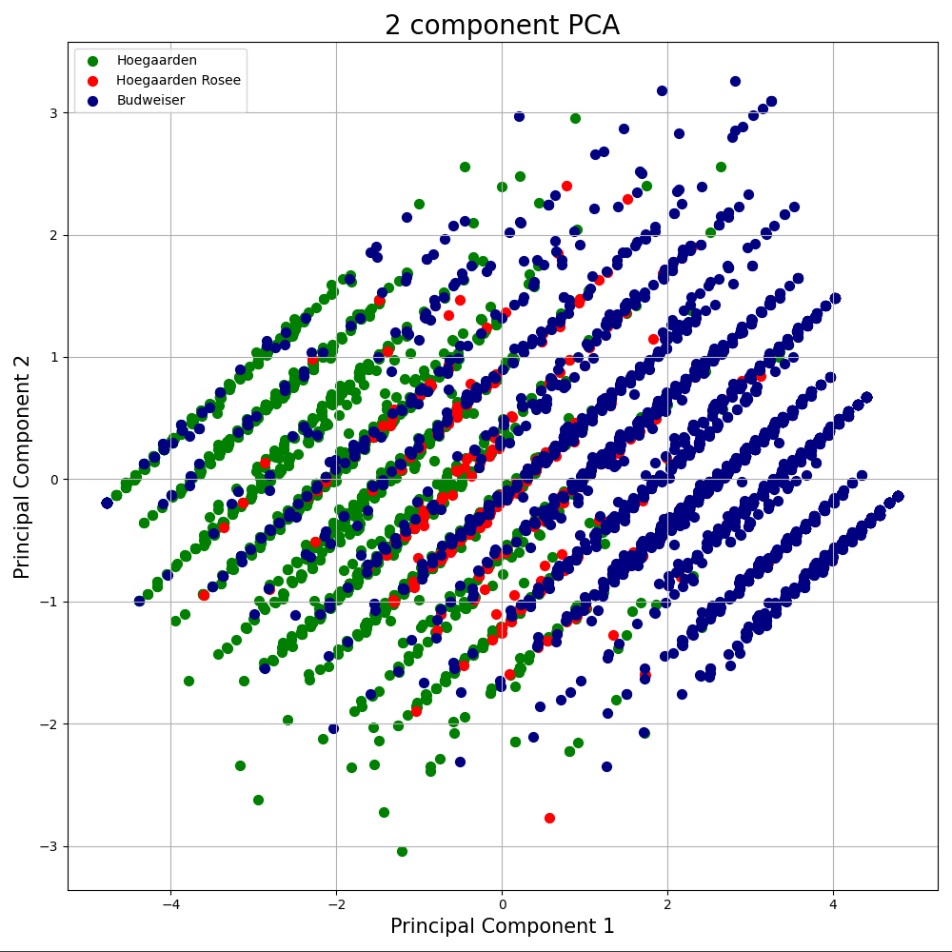 2 component PCA
Hoegaarden
Hoegaarden Rosee
Budweiser
3
2
1
0
−1
−2
−3
Principal Component 2
−4
−2
0
2
4
Principal Component 1